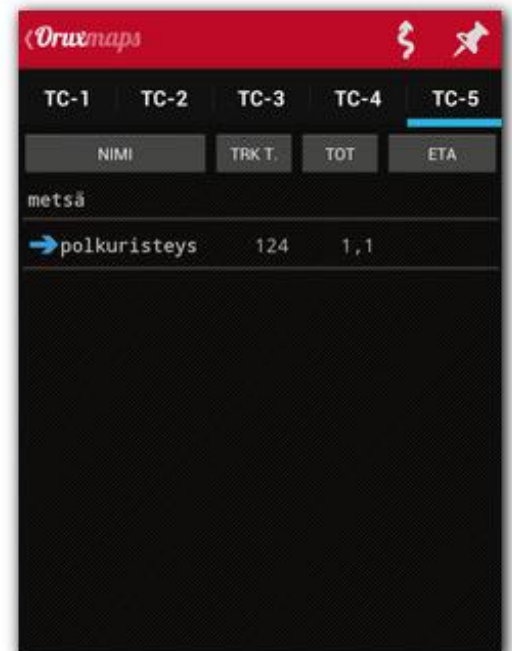 Oruxmaps
TC-1 TC-2 TC-3 TC-4 TC-5
NIMI TRK T. TOT ETA
metsä
polkuristeys 124 1,1